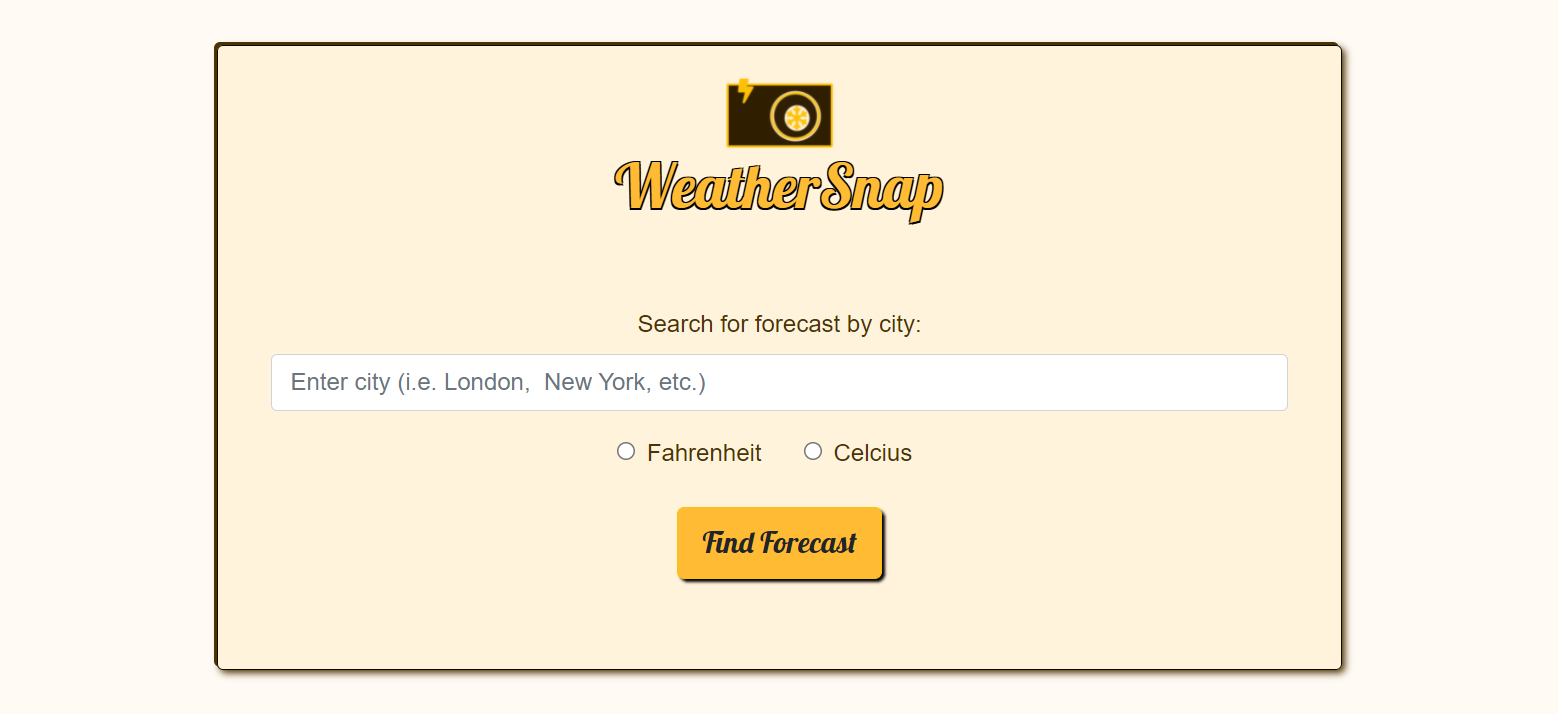 WeatherSnap
Search for forecast by city:
Enter city (i.e. London,  New York, etc.)
Fahrenheit Celcius
Find Forecast